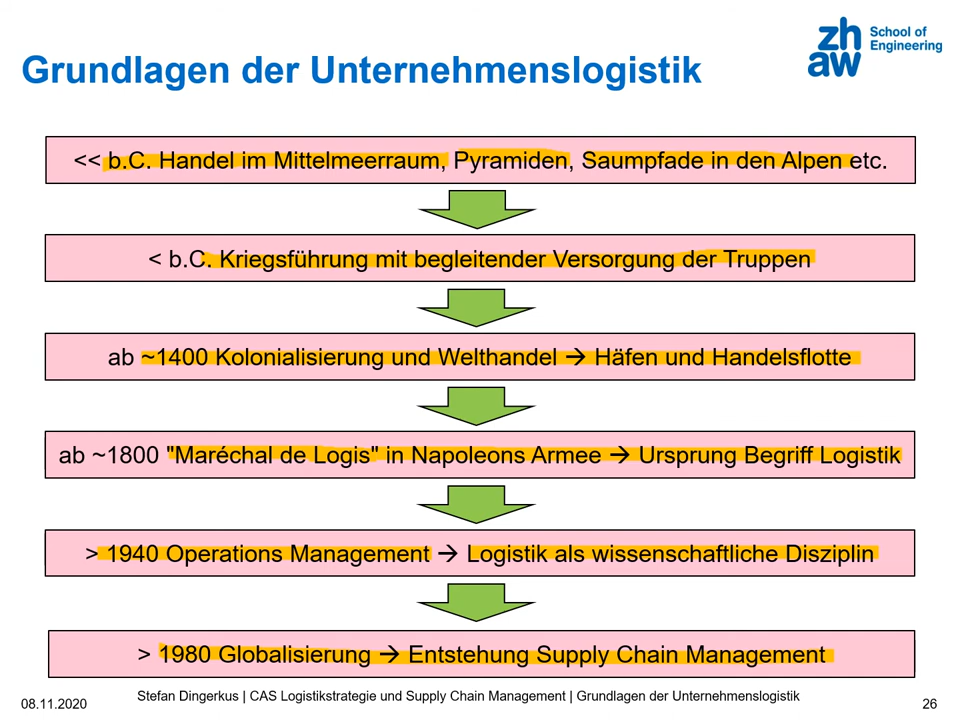 zh
aw
School of
Engineering
Grundlagen der Unternehmenslogistik
<< b.C. Handel im Mittelmeerraum, Pyramiden, Saumpfade in den Alpen etc.
< b.C. Kriegsführung mit begleitender Versorgung der Truppen
ab ~1400 Kolonialisierung und Welthandel → Häfen und Handelsflotte
ab ~1800 "Maréchal de Logis" in Napoleons Armee → Ursprung Begriff Logistik
> 1940 Operations Management → Logistik als wissenschaftliche Disziplin
> 1980 Globalisierung → Entstehung Supply Chain Management
08.11.2020
Stefan Dingerkus | CAS Logistikstrategie und Supply Chain Management | Grundlagen der Unternehmenslogistik
26